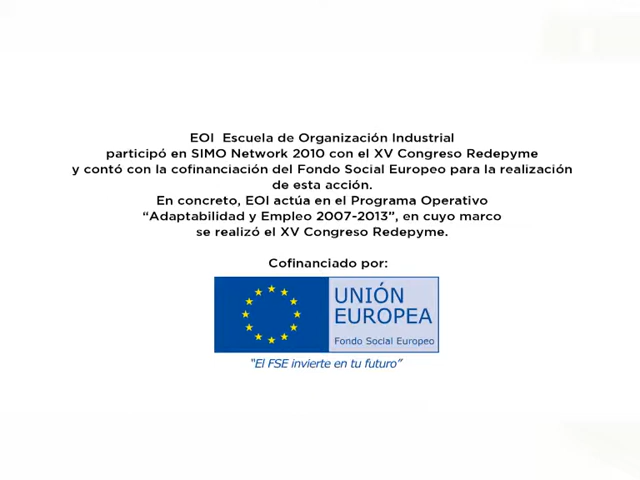 EOI Escuela de Organización Industrial
participó en SIMO Network 2010 con el XV Congreso Redepyme
y contó con la cofinanciación del Fondo Social Europeo para la realización
de esta acción.
En concreto, EOI actúa en el Programa Operativo
“Adaptabilidad y Empleo 2007-2013”, en cuyo marco
se realizó el XV Congreso Redepyme.
Cofinanciado por:
UNIÓN
EUROPEA
Fondo Social Europeo
“El FSE invierte en tu futuro”